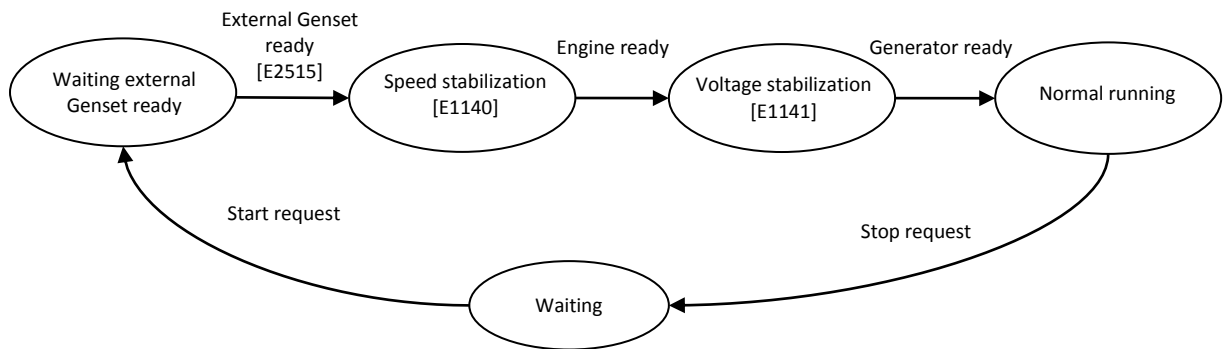 External Genset
ready
[E2515]
Waiting external
Genset ready
Speed stabilization
[E1140]
Engine ready
Voltage stabilization
[E1141]
Generator ready
Normal running
Start request
Stop request
Waiting